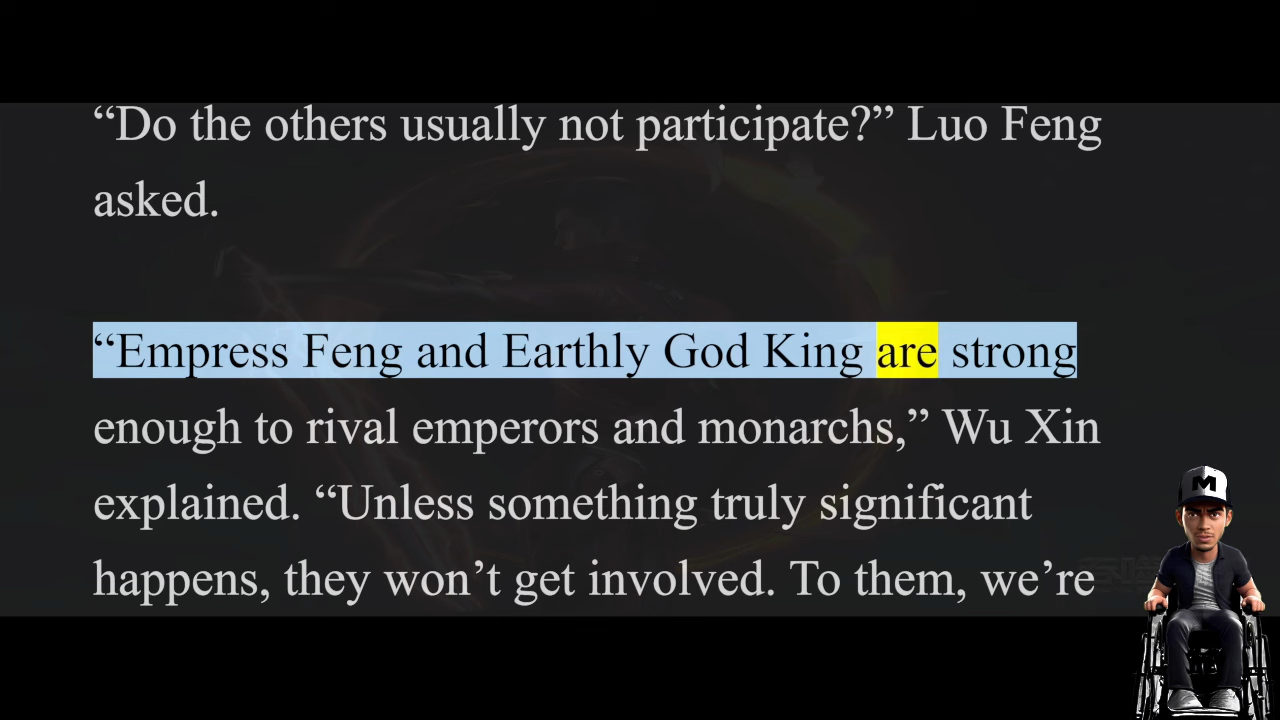 “Do the others usually not participate?” Luo Feng
asked.
“Empress Feng and Earthly God King are strong
enough to rival emperors and monarchs,” Wu Xin
explained. “Unless something truly significant
happens, they won’t get involved. To them, we’re
M